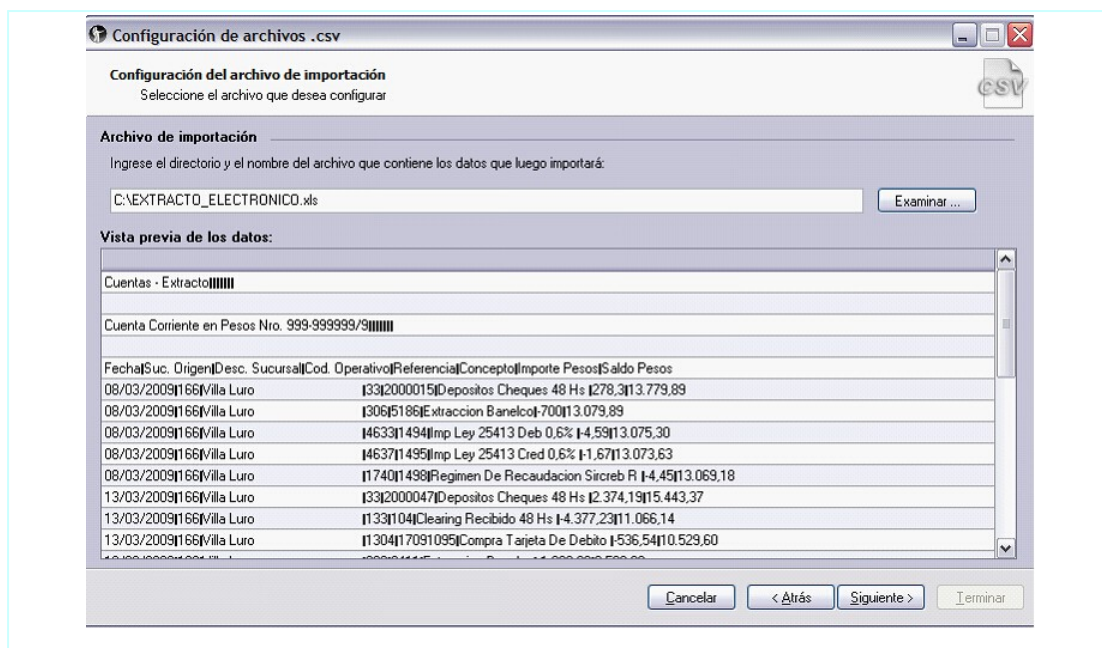 Configuración de archivos .csv
Configuración del archivo de importación
Seleccione el archivo que desea configurar
CSV
Archivo de importación
Ingrese el directorio y el nombre del archivo que contiene los datos que luego importará:
C:\EXTRACTO_ELECTRONICO.xls
Examinar ...
Vista previa de los datos:
Cuentas - Extracto|||||||
Cuenta Corriente en Pesos Nro. 999-999999/9|||||||
Fecha|Suc. Origen|Desc. Sucursal|Cod. Operativo|Referencia|Concepto|Importe Pesos|Saldo Pesos
08/03/2009|166|Villa Luro |33|2000015|Depositos Cheques 48 Hs |278,3|13.779,89
08/03/2009|166|Villa Luro |306|5186|Extraccion Banelco|-700|13.079,89
08/03/2009|166|Villa Luro |4633|1494|Imp Ley 25413 Deb 0,6% |-4,59|13.075,30
08/03/2009|166|Villa Luro |4637|1495|Imp Ley 25413 Cred 0,6% |-1,67|13.073,63
08/03/2009|166|Villa Luro |1740|1498|Regimen De Recaudacion Sircreb R |-4,45|13.069,18
13/03/2009|166|Villa Luro |33|2000047|Depositos Cheques 48 Hs |2.374,19|15.443,37
13/03/2009|166|Villa Luro |133|104|Clearing Recibido 48 Hs |-4.377,23|11.066,14
13/03/2009|166|Villa Luro |1304|17091095|Compra Tarjeta De Debito |-536,54|10.529,60
Cancelar
< Atrás
Siguiente >
Terminar